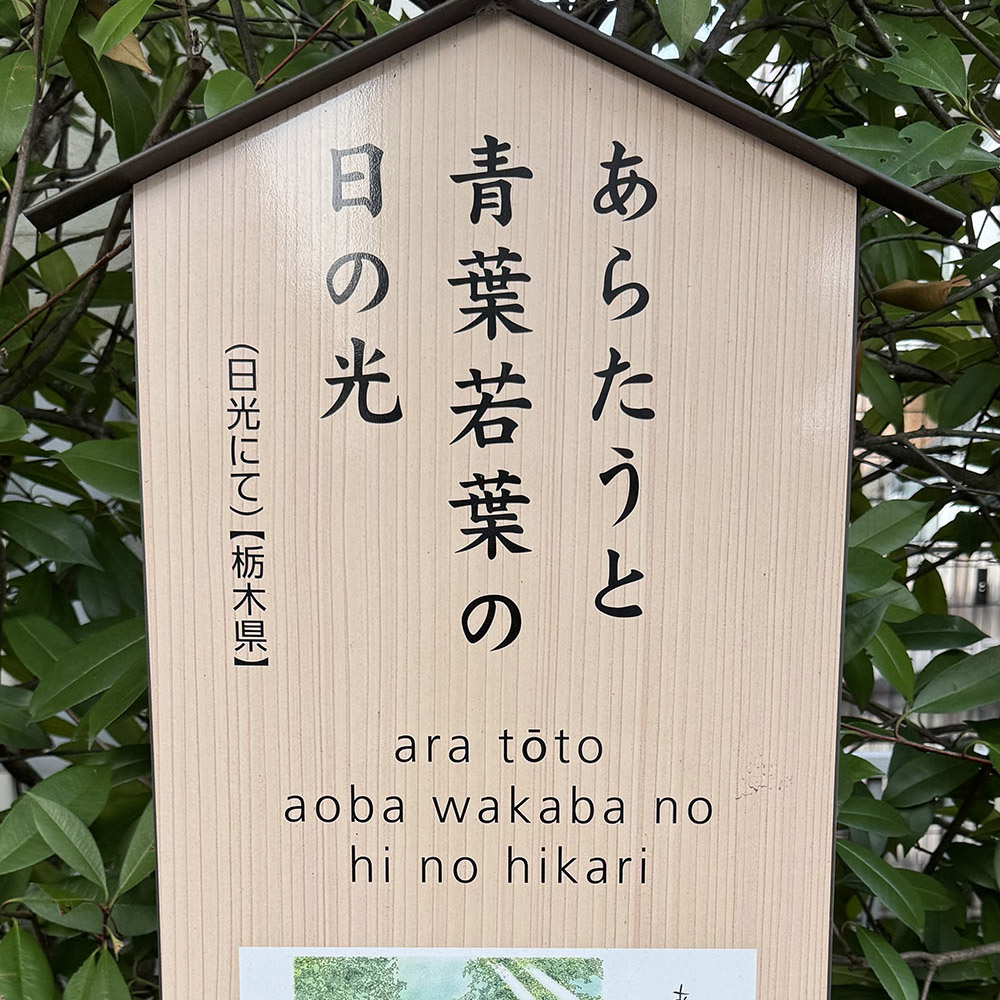 あらたうと
青葉若葉の
日の光
(日光にて)【栃木県】
ara tōto
aoba wakaba no
hi no hikari